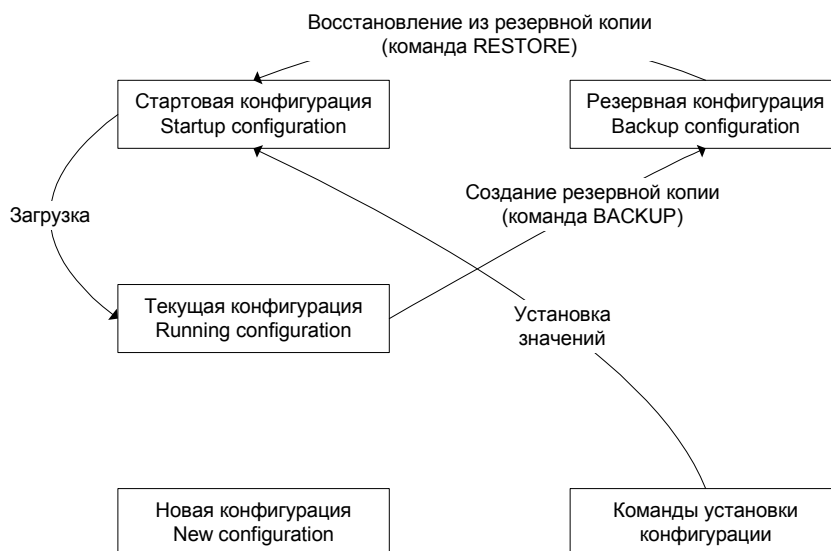 Восстановление из резервной копии
(команда RESTORE)
Стартовая конфигурация
Startup configuration
Резервная конфигурация
Backup configuration
Создание резервной копии
(команда BACKUP)
Загрузка
Текущая конфигурация
Running configuration
Установка
значений
Новая конфигурация
New configuration
Команды установки
конфигурации